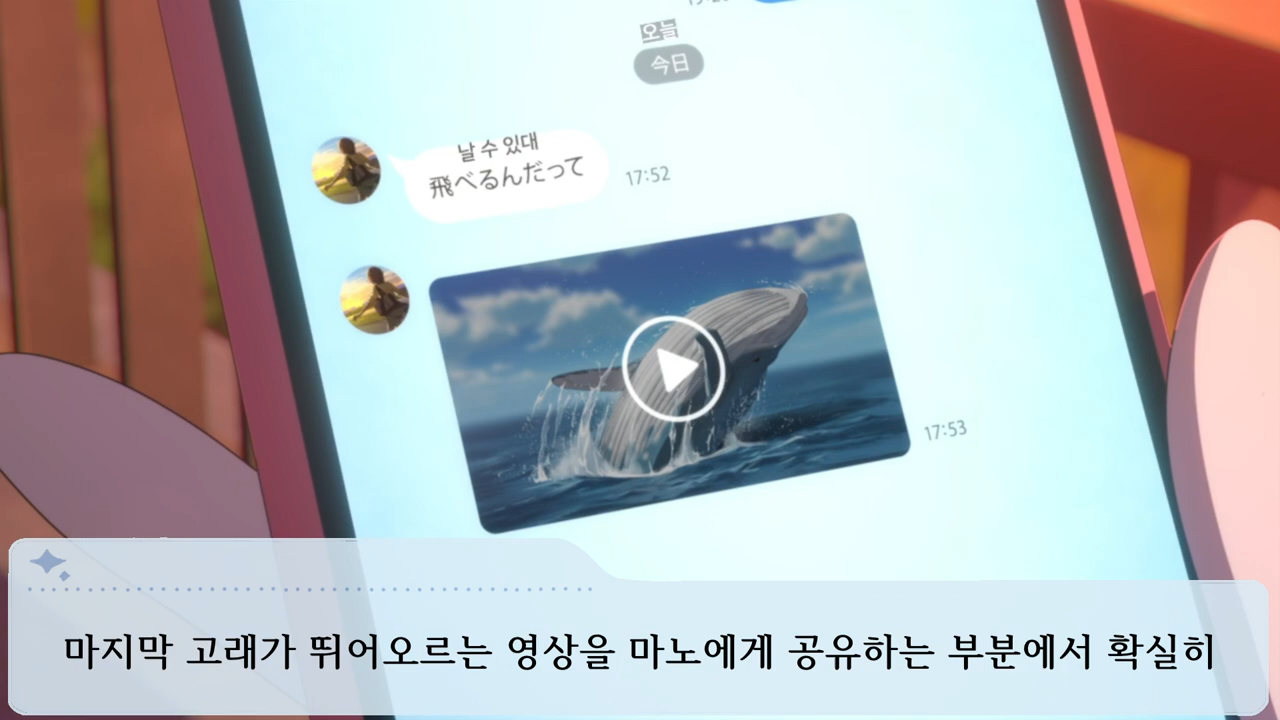 오늘
今日
날 수 있대
飛べるんだって
17:52
17:53
마지막 고래가 뛰어오르는 영상을 마노에게 공유하는 부분에서 확실히